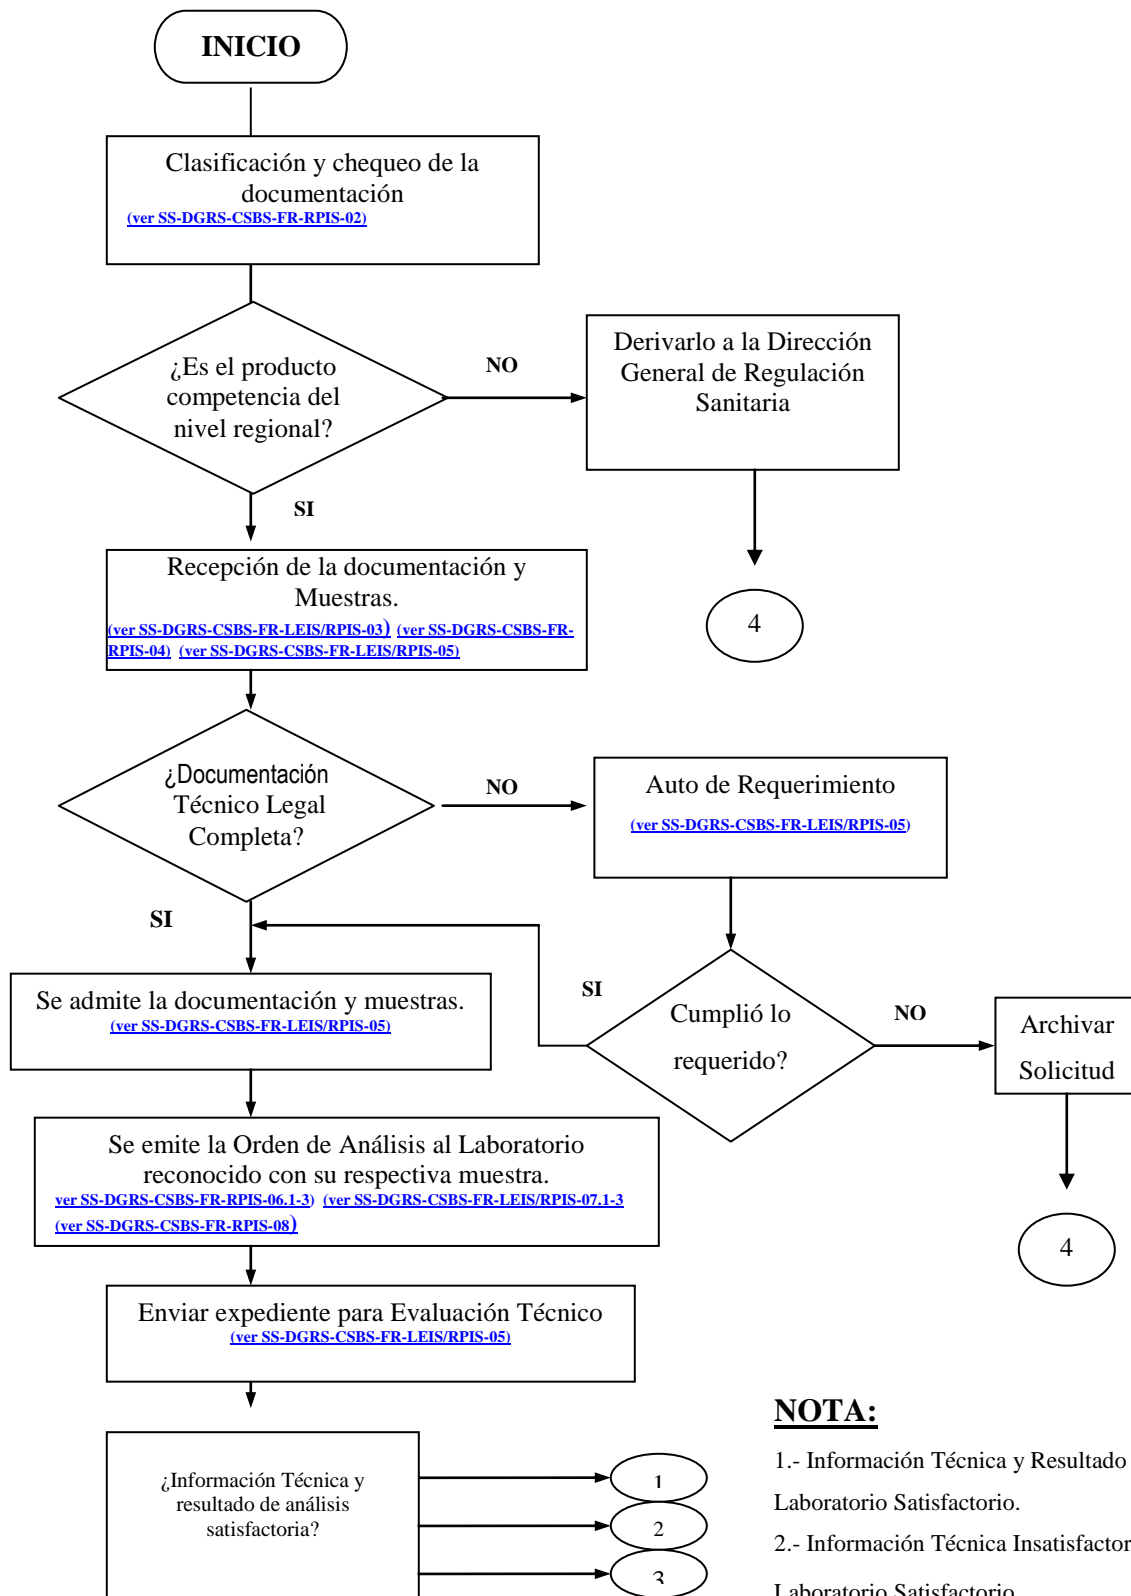 INICIO
Clasificación y chequeo de la
documentación
(ver SS-DGRS-CSBS-FR-RPIS-02)
¿Es el producto
competencia del
nivel regional?
NO
Derivarlo a la Dirección
General de Regulación
Sanitaria
SI
4
Recepción de la documentación y
Muestras.
(ver SS-DGRS-CSBS-FR-LEIS/RPIS-03) (ver SS-DGRS-CSBS-FR-
RPIS-04) (ver SS-DGRS-CSBS-FR-LEIS/RPIS-05)
¿Documentación
Técnico Legal
Completa?
NO
Auto de Requerimiento
(ver SS-DGRS-CSBS-FR-LEIS/RPIS-05)
SI
Se admite la documentación y muestras.
(ver SS-DGRS-CSBS-FR-LEIS/RPIS-05)
SI
Cumplió lo
requerido?
NO
Archivar
Solicitud
4
Se emite la Orden de Análisis al Laboratorio
reconocido con su respectiva muestra.
ver SS-DGRS-CSBS-FR-RPIS-06.1-3) (ver SS-DGRS-CSBS-FR-LEIS/RPIS-07.1-3
(ver SS-DGRS-CSBS-FR-RPIS-08)
Enviar expediente para Evaluación Técnico
(ver SS-DGRS-CSBS-FR-LEIS/RPIS-05)
¿Información Técnica y
resultado de análisis
satisfactoria?
1
2
3
NOTA:
1.- Información Técnica y Resultado
Laboratorio Satisfactorio.
2.- Información Técnica Insatisfactor
Laboratorio Satisfactorio